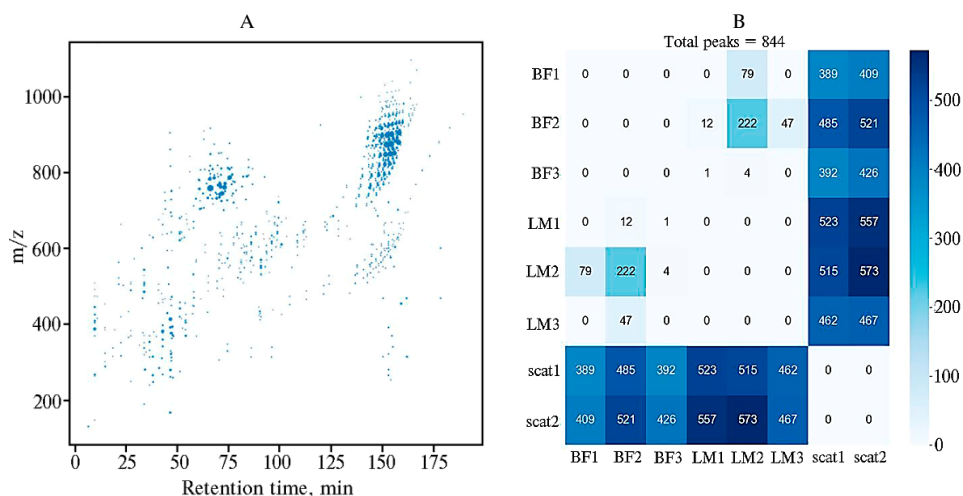 A
1000
800
600
400
200
m/z
0
25
50
75
100
125
150
175
Retention time, min
B
Total peaks = 844
BF1 0 0 0 0 79 0 389 409
BF2 0 0 0 12 222 47 485 521
BF3 0 0 0 1 4 0 392 426
LM1 0 12 1 0 0 0 523 557
LM2 79 222 4 0 0 0 515 573
LM3 0 47 0 0 0 0 462 467
scat1 389 485 392 523 515 462 0 0
scat2 409 521 426 557 573 467 0 0
BF1 BF2 BF3 LM1 LM2 LM3 scat1 scat2
500
400
300
200
100
0